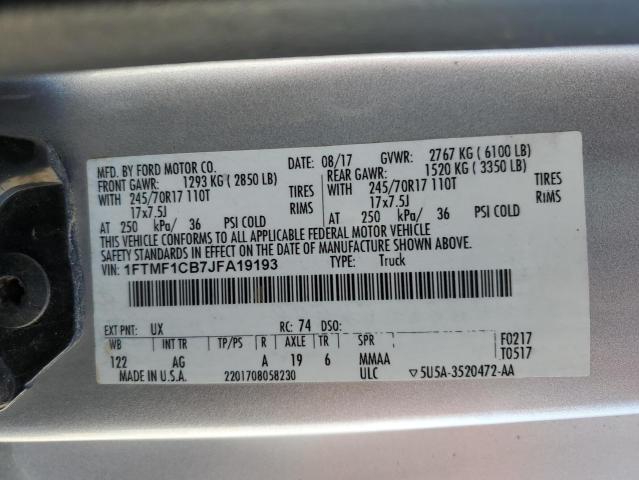 MFD. BY FORD MOTOR CO. DATE: 08/17 GVWR: 2767 KG ( 6100 LB)
FRONT GAWR: 1293 KG ( 2850 LB) REAR GAWR: 1520 KG ( 3350 LB)
WITH 245/70R17 110T TIRES WITH 245/70R17 110T TIRES
17x7.5J RIMS 17x7.5J RIMS
AT 250 kPa/ 36 PSI COLD AT 250 kPa/ 36 PSI COLD
THIS VEHICLE CONFORMS TO ALL APPLICABLE FEDERAL MOTOR VEHICLE
SAFETY STANDARDS IN EFFECT ON THE DATE OF MANUFACTURE SHOWN ABOVE.
VIN: 1FTMF1CB7JFA19193 TYPE: Truck
EXT PNT: UX RC: 74 DSO: F0217
WB INT TR TP/PS R AXLE TR SPR T0517
122 AG A 19 6 MMAA
MADE IN U.S.A. 2201708058230 ULC ▽5U5A-3520472-AA